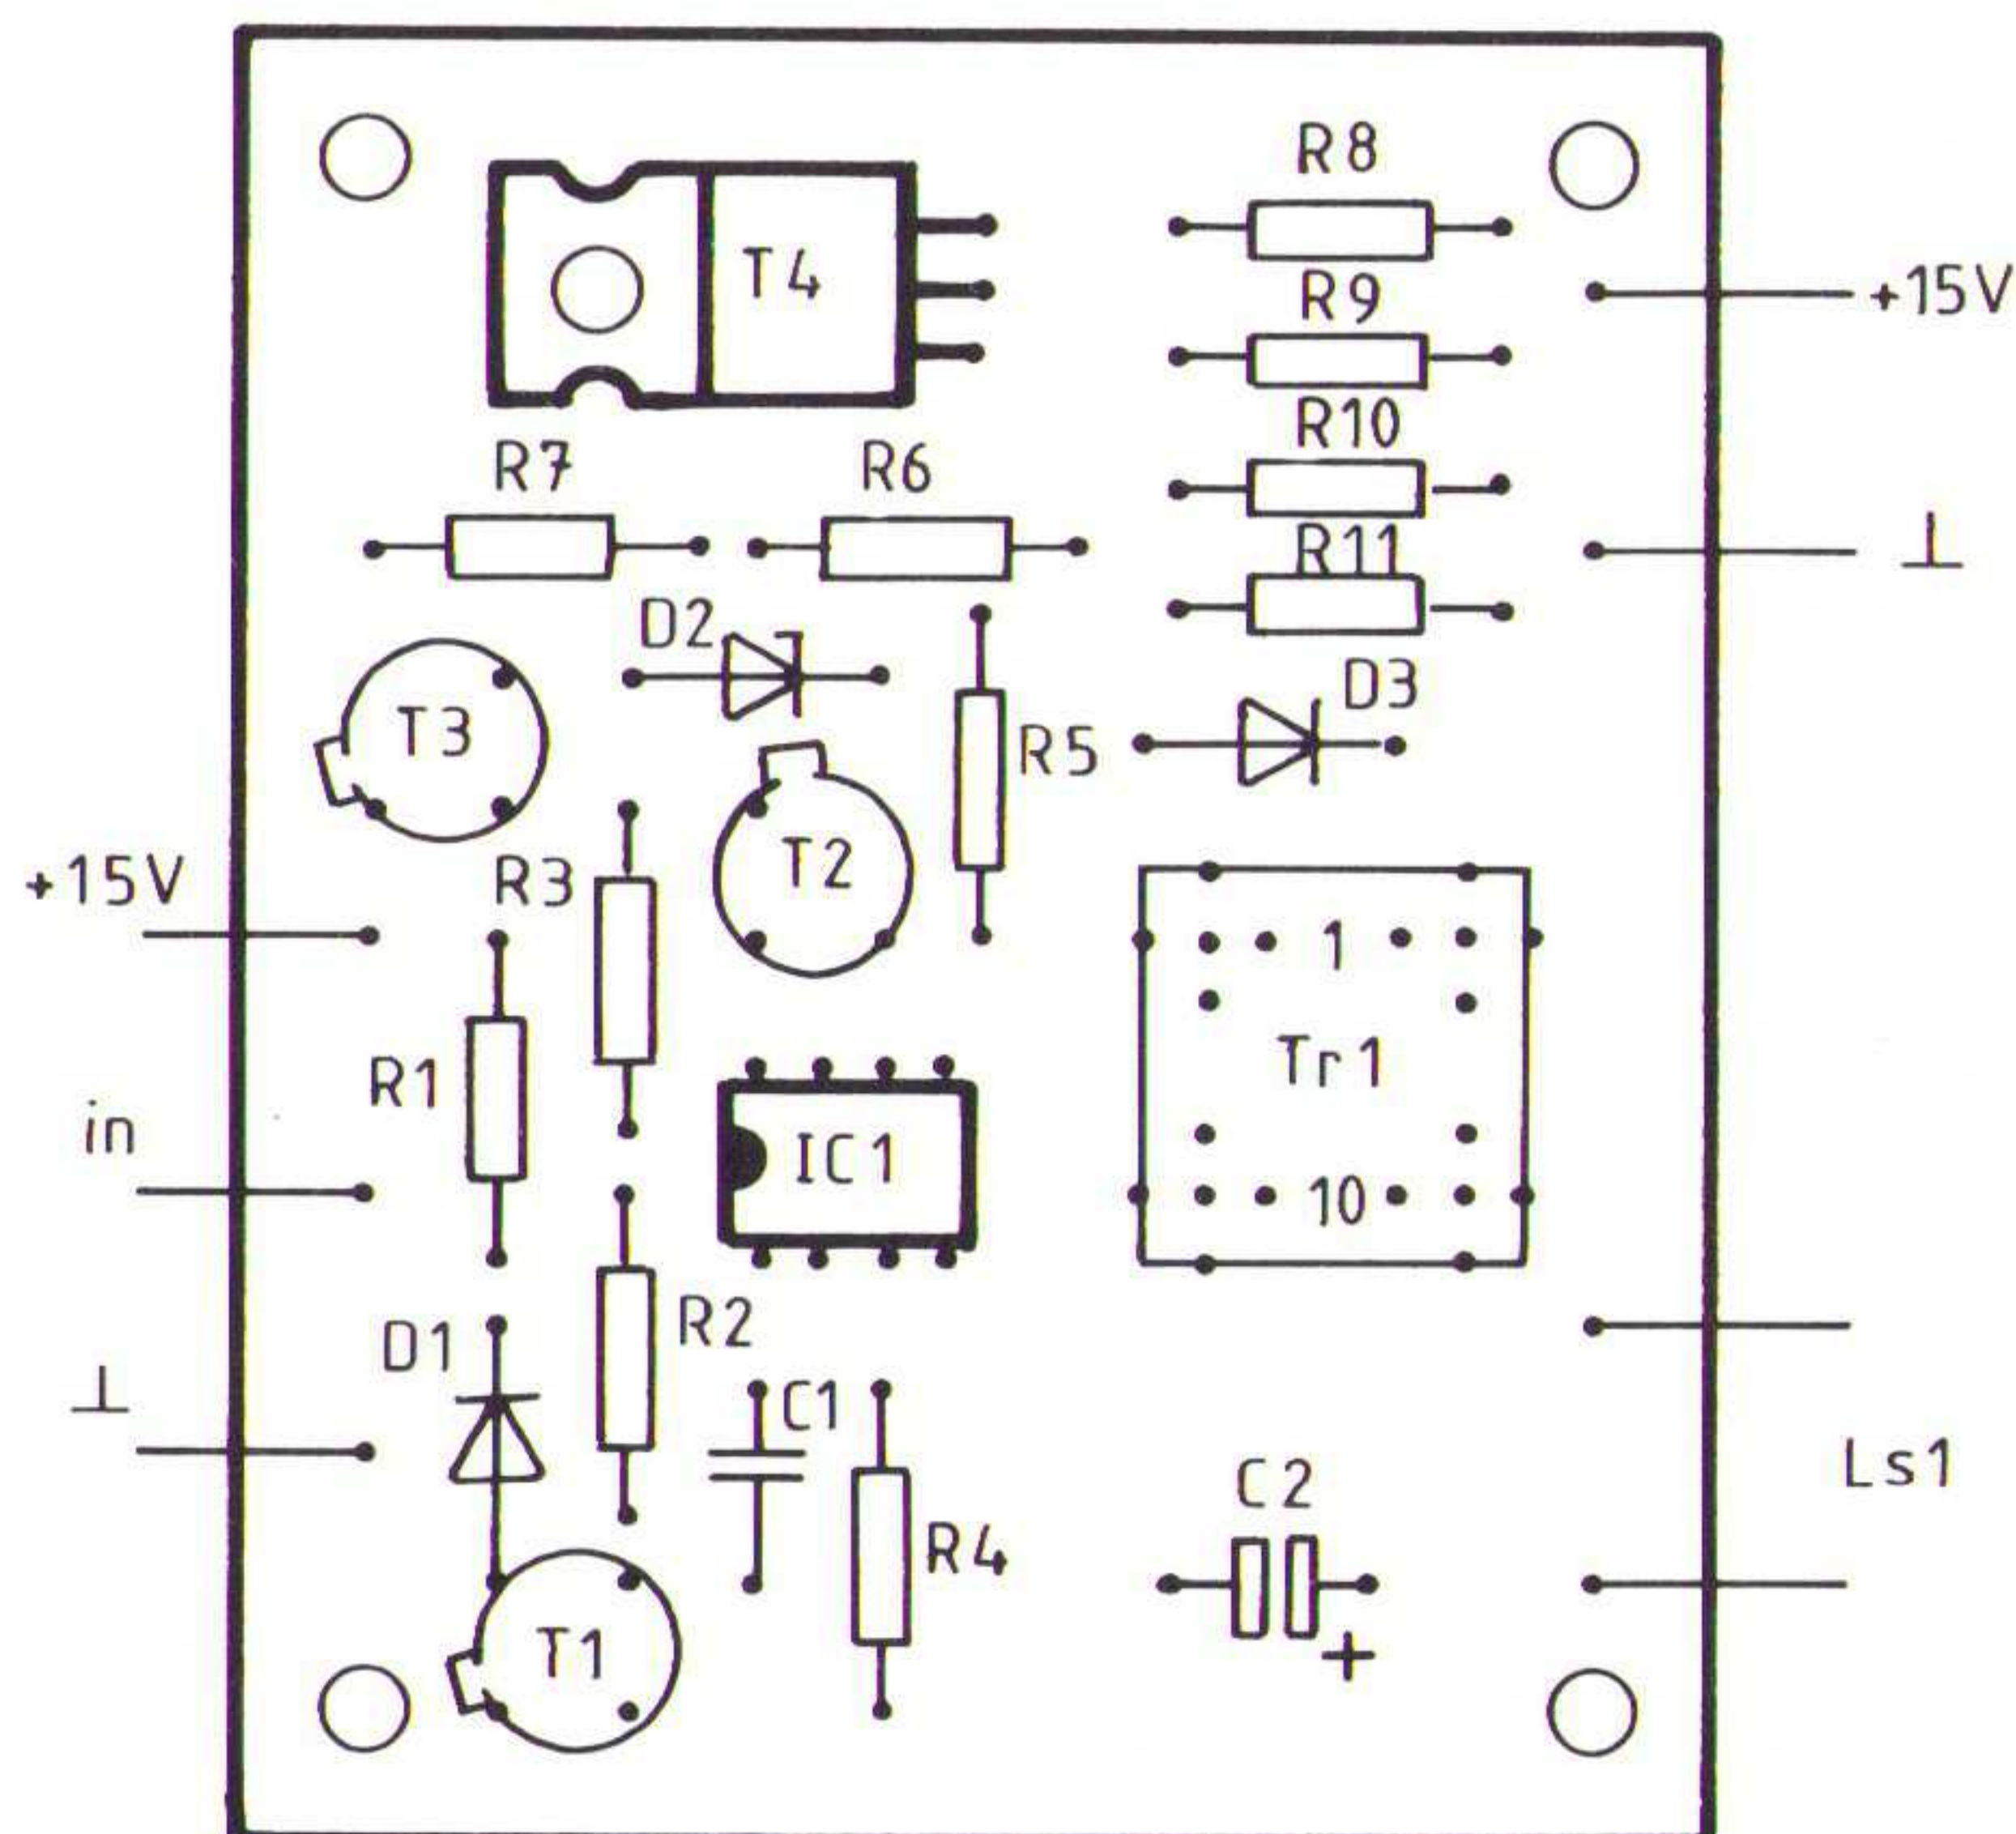 R8
T4
R9
+15V
R10
R7
R6
R11
⊥
D2
D3
T3
R5
T2
+15V
R3
1
Tr1
R1
in
IC1
10
D1
R2
⊥
C1
Ls1
C2
R4
+
T1